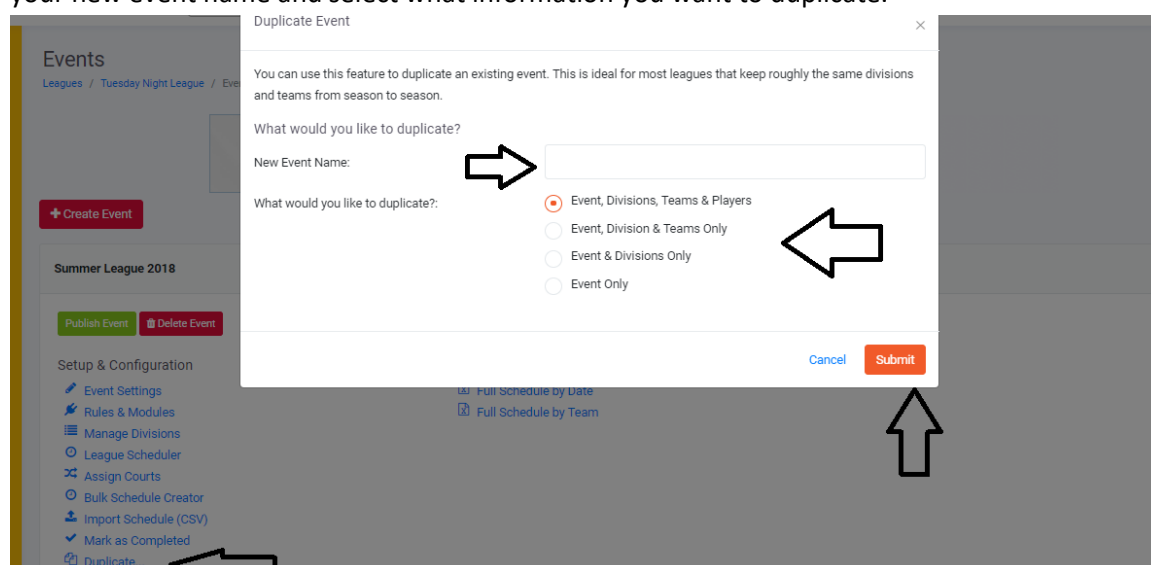 your new event name and select what information you want to duplicate.
Duplicate Event ×
Events
Leagues / Tuesday Night League / Eve
You can use this feature to duplicate an existing event. This is ideal for most leagues that keep roughly the same divisions
and teams from season to season.
What would you like to duplicate?
New Event Name:
What would you like to duplicate?:
Event, Divisions, Teams & Players
Event, Division & Teams Only
Event & Divisions Only
Event Only
Cancel Submit
+ Create Event
Summer League 2018
Publish Event Delete Event
Setup & Configuration
Event Settings
Rules & Modules
Manage Divisions
League Scheduler
Assign Courts
Bulk Schedule Creator
Import Schedule (CSV)
Mark as Completed
Duplicate
Full Schedule by Date
Full Schedule by Team